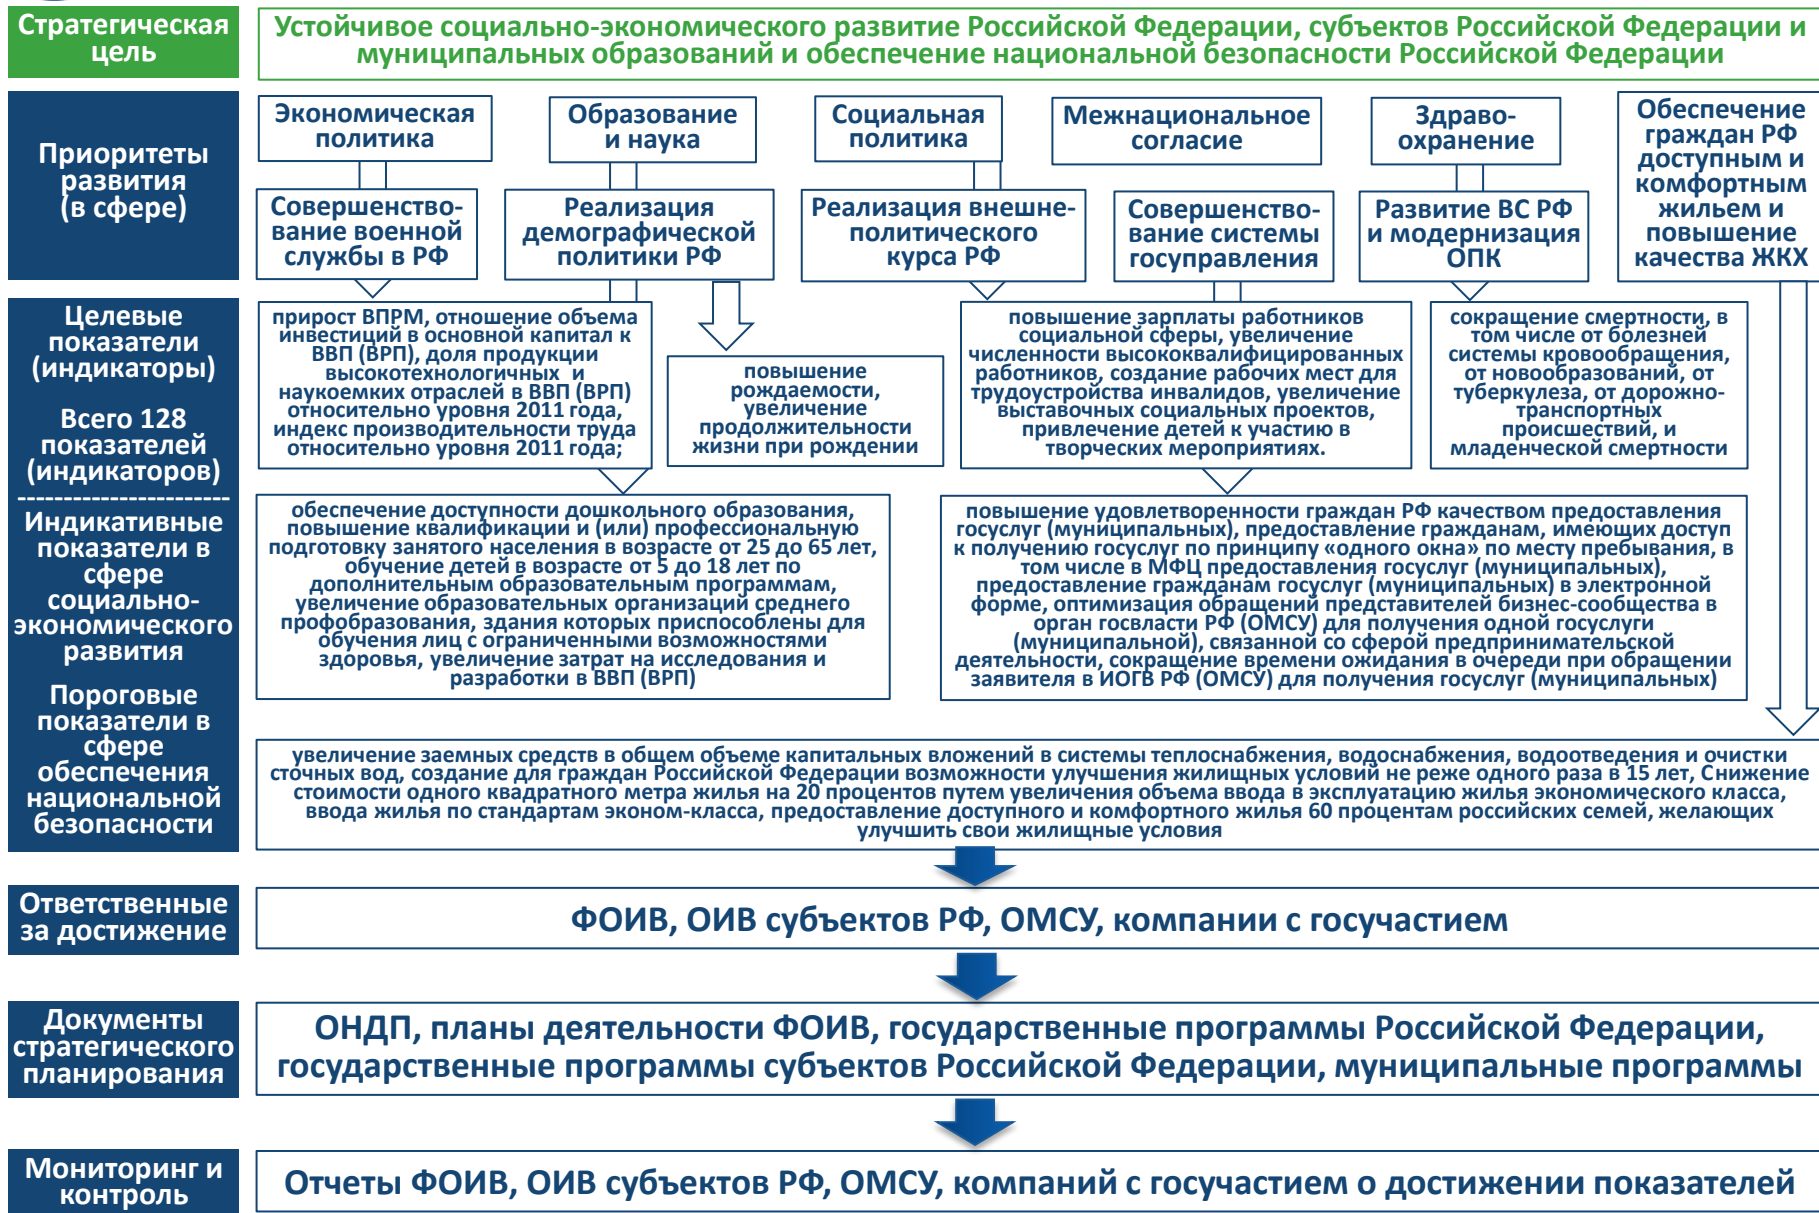 Стратегическая
цель
Устойчивое социально-экономического развитие Российской Федерации, субъектов Российской Федерации и
муниципальных образований и обеспечение национальной безопасности Российской Федерации
Приоритеты
развития
(в сфере)
Экономическая
политика
Образование
и наука
Социальная
политика
Межнациональное
согласие
Здраво-
охранение
Обеспечение
граждан РФ
доступным и
комфортным
жильем и
повышение
качества ЖКХ
Совершенство-
вание военной
службы в РФ
Реализация
демографической
политики РФ
Реализация внешне-
политического
курса РФ
Совершенство-
вание системы
госуправления
Развитие ВС РФ
и модернизация
ОПК
Целевые
показатели
(индикаторы)
Всего 128
показателей
(индикаторов)
-----------------------
Индикативные
показатели в
сфере
социально-
экономического
развития
Пороговые
показатели в
сфере
обеспечения
национальной
безопасности
прирост ВПРМ, отношение объема
инвестиций в основной капитал к
ВВП (ВРП), доля продукции
высокотехнологичных и
наукоемких отраслей в ВВП (ВРП)
относительно уровня 2011 года,
индекс производительности труда
относительно уровня 2011 года;
повышение
рождаемости,
увеличение
продолжительности
жизни при рождении
повышение зарплаты работников
социальной сферы, увеличение
численности высококвалифицированных
работников, создание рабочих мест для
трудоустройства инвалидов, увеличение
выставочных социальных проектов,
привлечение детей к участию в
творческих мероприятиях.
сокращение смертности, в
том числе от болезней
системы кровообращения,
от новообразований, от
туберкулеза, от дорожно-
транспортных
происшествий, и
младенческой смертности
обеспечение доступности дошкольного образования,
повышение квалификации и (или) профессиональную
подготовку занятого населения в возрасте от 25 до 65 лет,
обучение детей в возрасте от 5 до 18 лет по
дополнительным образовательным программам,
увеличение образовательных организаций среднего
профобразования, здания которых приспособлены для
обучения лиц с ограниченными возможностями
здоровья, увеличение затрат на исследования и
разработки в ВВП (ВРП)
повышение удовлетворенности граждан РФ качеством предоставления
госуслуг (муниципальных), предоставление гражданам, имеющих доступ
к получению госуслуг по принципу «одного окна» по месту пребывания, в
том числе в МФЦ предоставления госуслуг (муниципальных),
предоставление гражданам госуслуг (муниципальных) в электронной
форме, оптимизация обращений представителей бизнес-сообщества в
орган госвласти РФ (ОМСУ) для получения одной госуслуги
(муниципальной), связанной со сферой предпринимательской
деятельности, сокращение времени ожидания в очереди при обращении
заявителя в ИОГВ РФ (ОМСУ) для получения госуслуг (муниципальных)
увеличение заемных средств в общем объеме капитальных вложений в системы теплоснабжения, водоснабжения, водоотведения и очистки
сточных вод, создание для граждан Российской Федерации возможности улучшения жилищных условий не реже одного раза в 15 лет, Снижение
стоимости одного квадратного метра жилья на 20 процентов путем увеличения объема ввода в эксплуатацию жилья экономического класса,
ввода жилья по стандартам эконом-класса, предоставление доступного и комфортного жилья 60 процентам российских семей, желающих
улучшить свои жилищные условия
Ответственные
за достижение
ФОИВ, ОИВ субъектов РФ, ОМСУ, компании с госучастием
Документы
стратегического
планирования
ОНДП, планы деятельности ФОИВ, государственные программы Российской Федерации,
государственные программы субъектов Российской Федерации, муниципальные программы
Мониторинг и
контроль
Отчеты ФОИВ, ОИВ субъектов РФ, ОМСУ, компаний с госучастием о достижении показателей